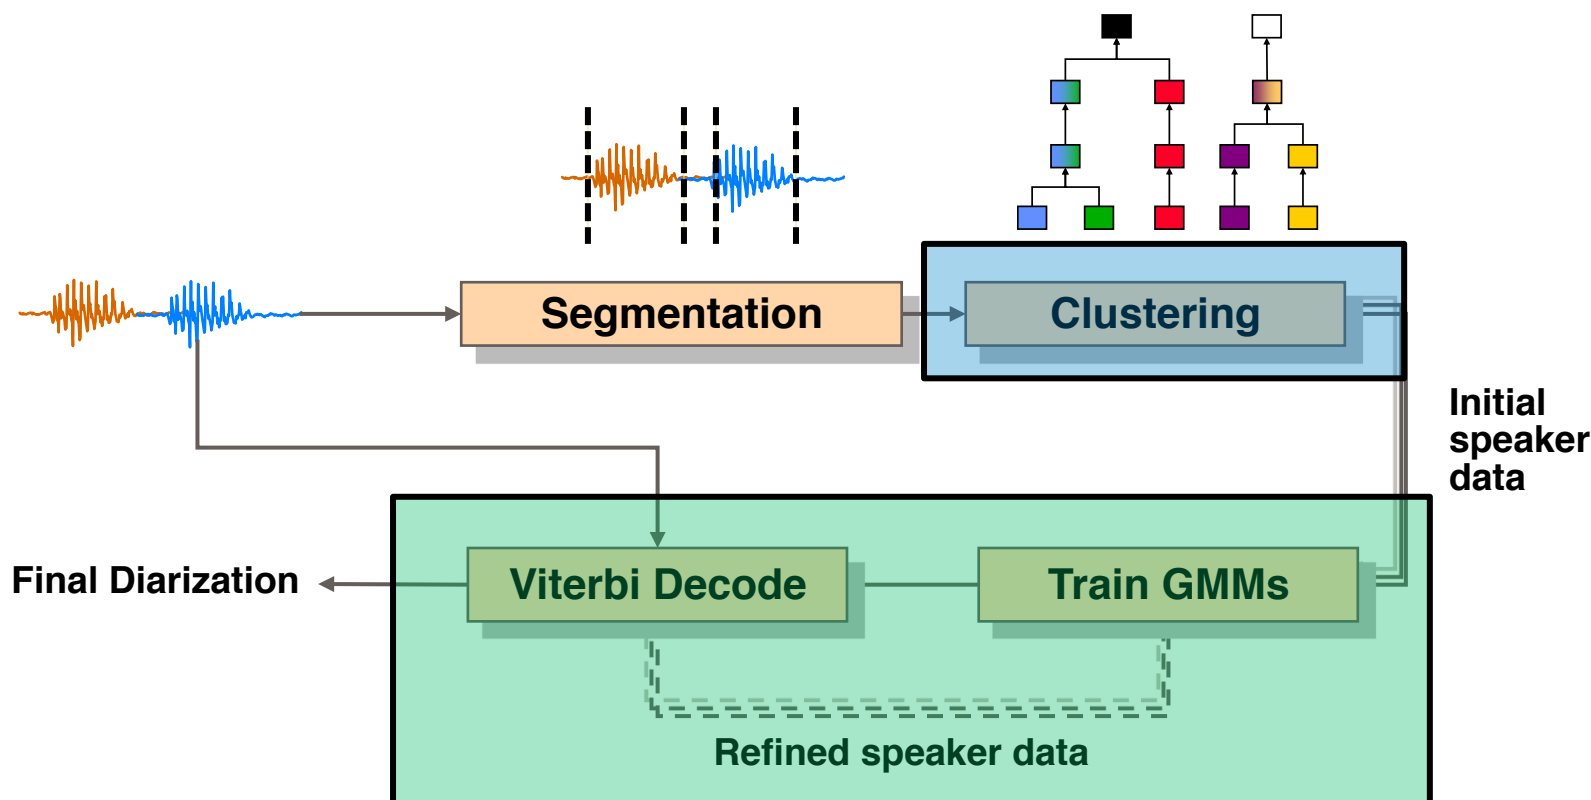 Segmentation
Clustering
Initial
speaker
data
Final Diarization
Viterbi Decode
Train GMMs
Refined speaker data